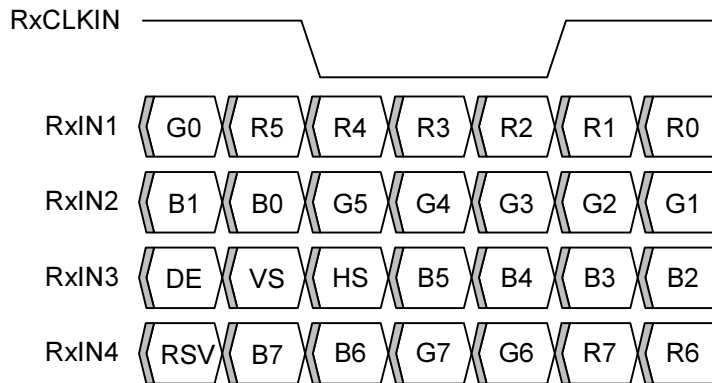 RxCLKIN
RxIN1 G0 R5 R4 R3 R2 R1 R0
RxIN2 B1 B0 G5 G4 G3 G2 G1
RxIN3 DE VS HS B5 B4 B3 B2
RxIN4 RSV B7 B6 G7 G6 R7 R6